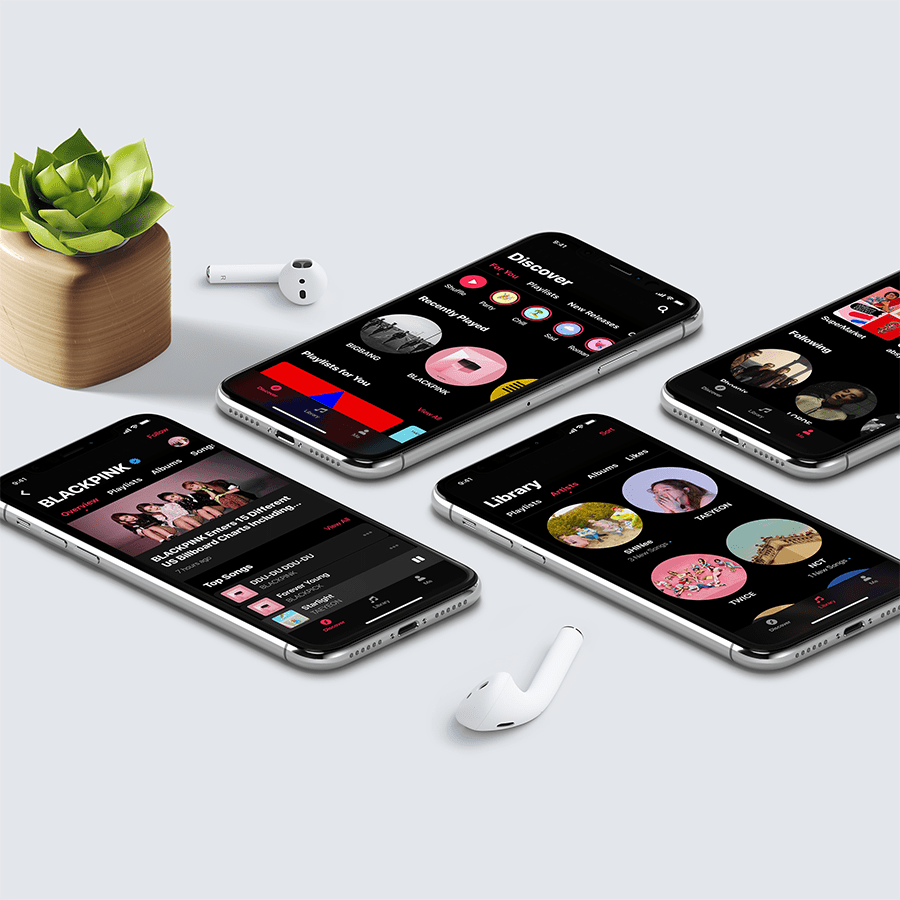 9:41
Discover
For You
Playlists
New Releases
Shuffle
Party
Chill
Sad
Roman
Recently Played
BIGBANG
BLACKPINK
Playlists for You
View All
Discover
Library
Me
SuperMarket
Following
Discover
Library
Me
9:41
Follow
BLACKPINK
Overview
Playlists
Albums
Songs
BLACKPINK Enters 15 Different
US Billboard Charts Including...
7 hours ago
View All
Top Songs
DDU-DU DDU-DU
BLACKPINK
Forever Young
BLACKPICK
Starlight
TAEYEON
Discover
Library
Me
9:41
Sort
Library
Playlists
Artists
Albums
Likes
SHINee
3 New Songs
TAEYEON
TWICE
NCT
1 New Songs
Discover
Library
Me
R